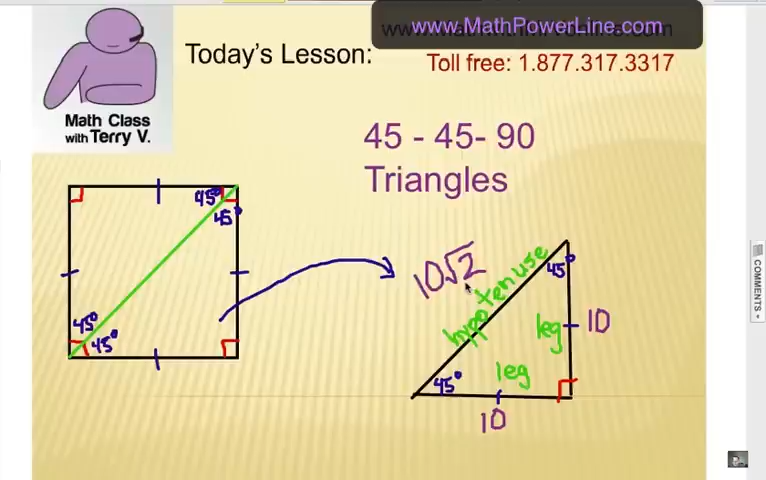 www.MathPowerLine.com
Today's Lesson:
Toll free: 1.877.317.3317
Math Class
with Terry V.
45 - 45- 90
Triangles
45°
45°
45°
45°
10√2
hypotenuse
45°
leg
10
45°
leg
10
COMMENTS